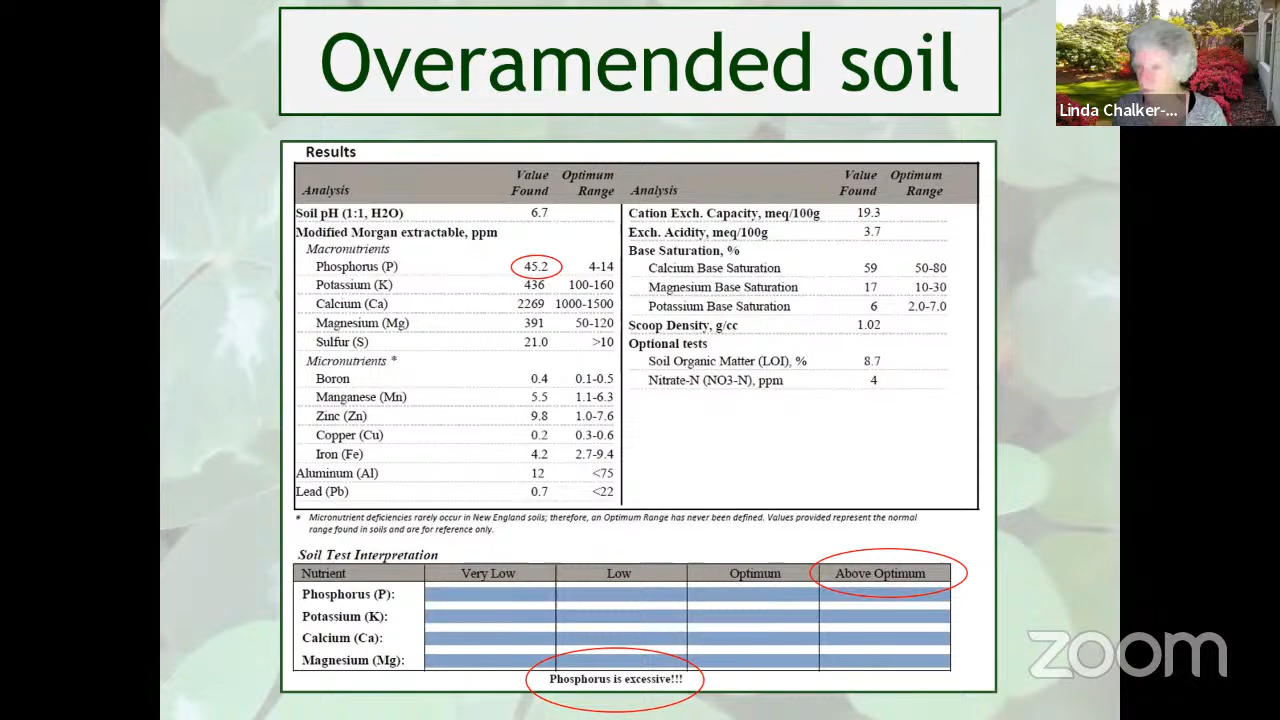 Overamended soil
Linda Chalker-...
Results
Analysis Value Found Optimum Range
Soil pH (1:1, H2O) 6.7
Modified Morgan extractable, ppm
Macronutrients
Phosphorus (P) 45.2 4-14
Potassium (K) 436 100-160
Calcium (Ca) 2269 1000-1500
Magnesium (Mg) 391 50-120
Sulfur (S) 21.0 >10
Micronutrients *
Boron 0.4 0.1-0.5
Manganese (Mn) 5.5 1.1-6.3
Zinc (Zn) 9.8 1.0-7.6
Copper (Cu) 0.2 0.3-0.6
Iron (Fe) 4.2 2.7-9.4
Aluminum (Al) 12 <75
Lead (Pb) 0.7 <22
Analysis Value Found Optimum Range
Cation Exch. Capacity, meq/100g 19.3
Exch. Acidity, meq/100g 3.7
Base Saturation, %
Calcium Base Saturation 59 50-80
Magnesium Base Saturation 17 10-30
Potassium Base Saturation 6 2.0-7.0
Scoop Density, g/cc 1.02
Optional tests
Soil Organic Matter (LOI), % 8.7
Nitrate-N (NO3-N), ppm 4
* Micronutrient deficiencies rarely occur in New England soils; therefore, an Optimum Range has never been defined. Values provided represent the normal
range found in soils and are for reference only.
Soil Test Interpretation
Nutrient Very Low Low Optimum Above Optimum
Phosphorus (P):
Potassium (K):
Calcium (Ca):
Magnesium (Mg):
Phosphorus is excessive!!!
zoom